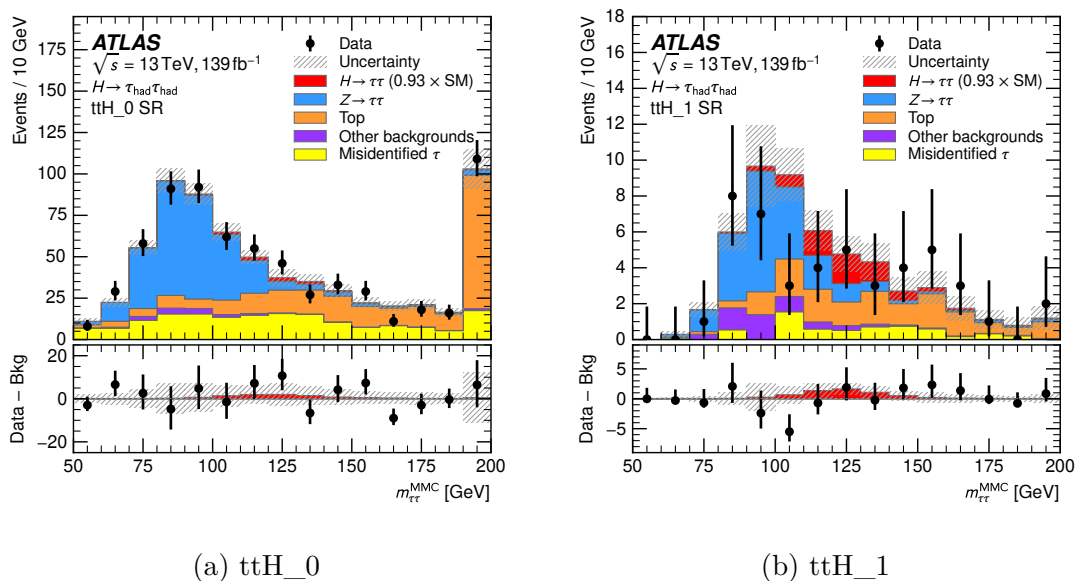 Events / 10 GeV
175
150
125
100
75
50
25
0
ATLAS
√s = 13 TeV, 139 fb⁻¹
H→ τhadτhad
ttH_0 SR
Data
Uncertainty
H→ττ (0.93 × SM)
Z→ττ
Top
Other backgrounds
Misidentified τ
Data − Bkg
20
0
−20
50 75 100 125 150 175 200
m^MMC_ττ [GeV]
(a) ttH_0
Events / 10 GeV
18
16
14
12
10
8
6
4
2
0
ATLAS
√s = 13 TeV, 139 fb⁻¹
H→ τhadτhad
ttH_1 SR
Data
Uncertainty
H→ττ (0.93 × SM)
Z→ττ
Top
Other backgrounds
Misidentified τ
Data − Bkg
5
0
−5
50 75 100 125 150 175 200
m^MMC_ττ [GeV]
(b) ttH_1